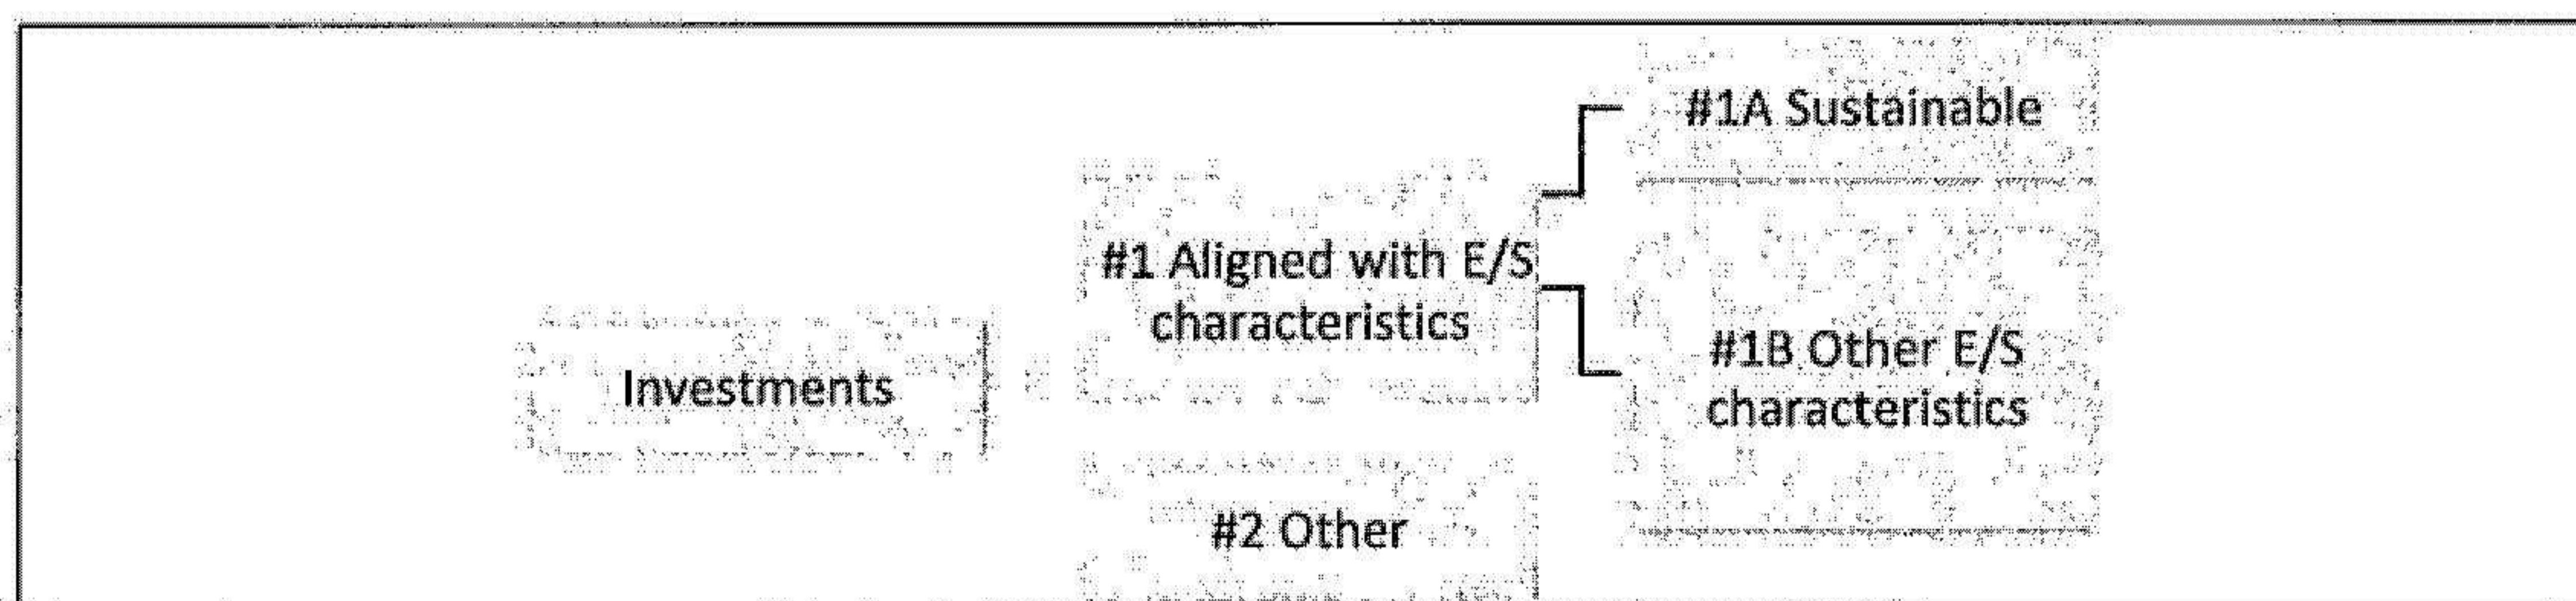 #1A Sustainable
#1 Aligned with E/S
characteristics
#1B Other E/S
characteristics
Investments
#2 Other